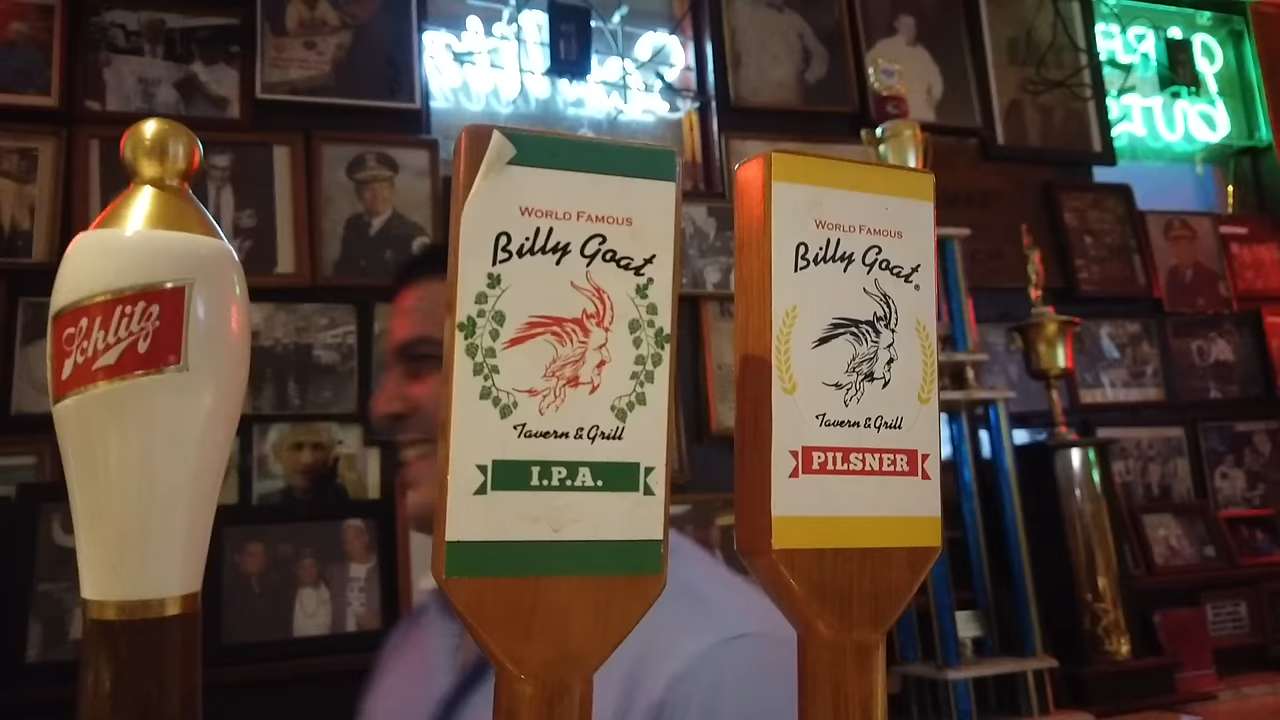 Schlitz
WORLD FAMOUS
Billy Goat®
Tavern & Grill
I.P.A.
WORLD FAMOUS
Billy Goat®
Tavern & Grill
PILSNER